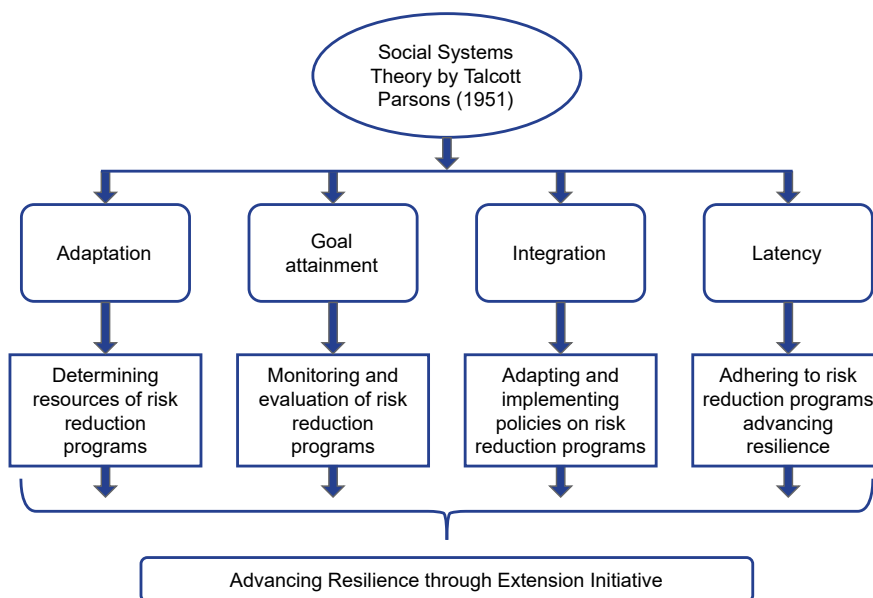 Social Systems
Theory by Talcott
Parsons (1951)
Adaptation
Goal
attainment
Integration
Latency
Determining
resources of risk
reduction
programs
Monitoring and
evaluation of risk
reduction
programs
Adapting and
implementing
policies on risk
reduction programs
Adhering to risk
reduction programs
advancing
resilience
Advancing Resilience through Extension Initiative